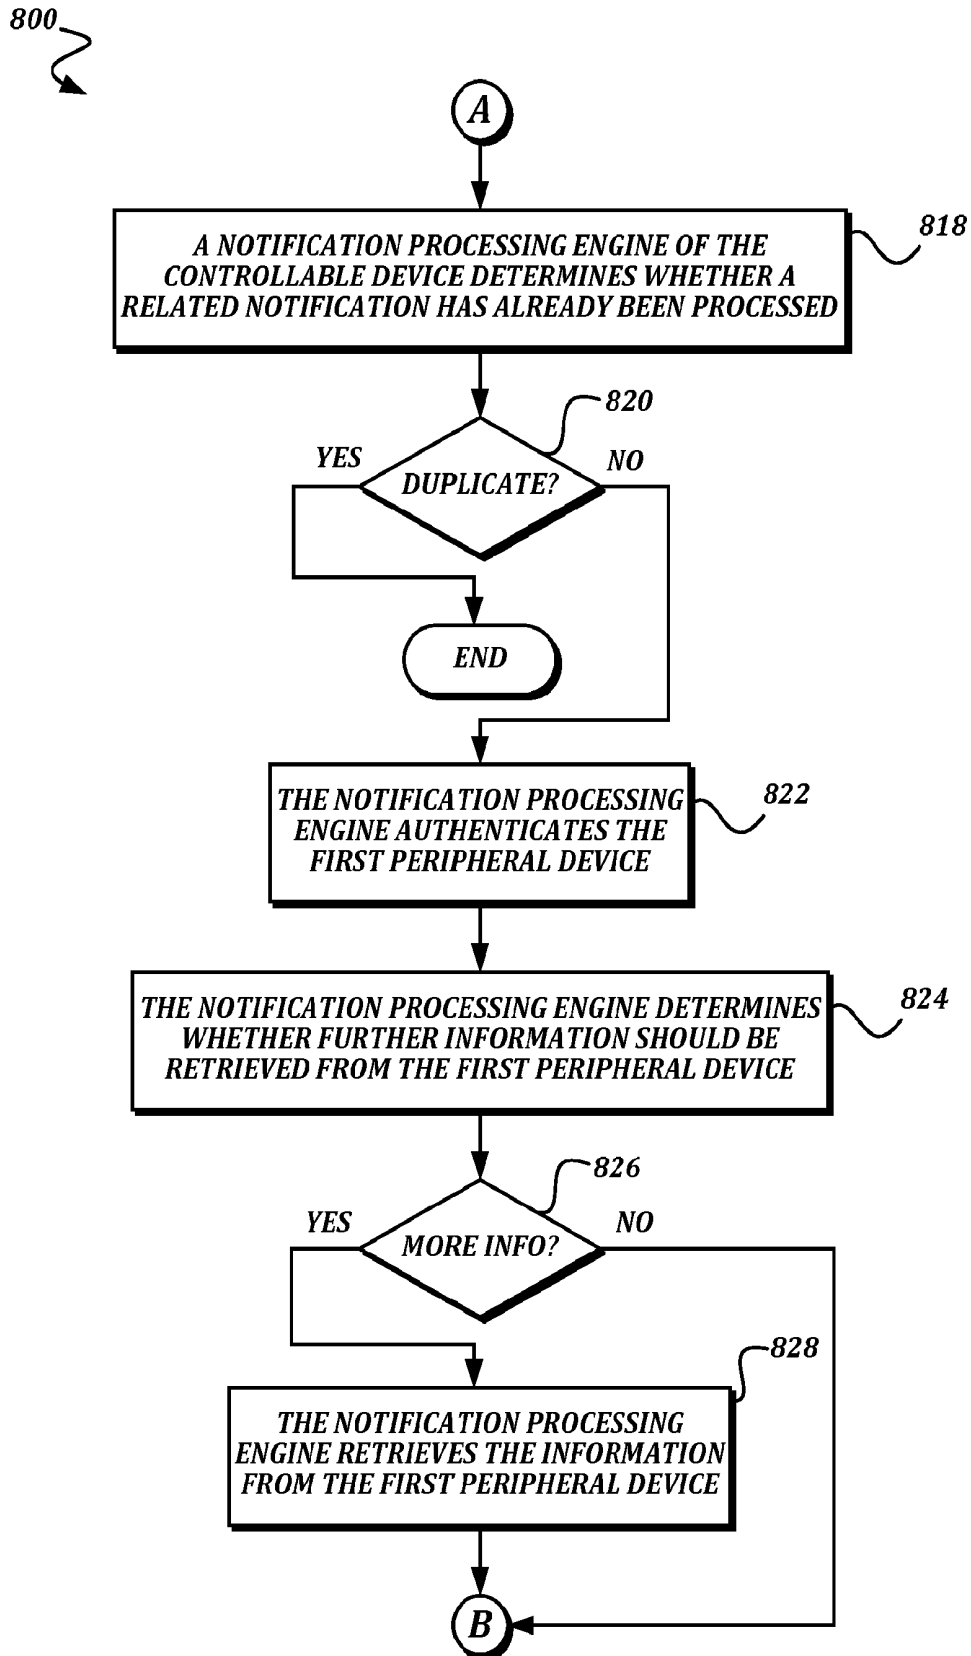 800
A
A NOTIFICATION PROCESSING ENGINE OF THE
CONTROLLABLE DEVICE DETERMINES WHETHER A
RELATED NOTIFICATION HAS ALREADY BEEN PROCESSED
818
820
YES
NO
DUPLICATE?
END
THE NOTIFICATION PROCESSING
ENGINE AUTHENTICATES THE
FIRST PERIPHERAL DEVICE
822
THE NOTIFICATION PROCESSING ENGINE DETERMINES
WHETHER FURTHER INFORMATION SHOULD BE
RETRIEVED FROM THE FIRST PERIPHERAL DEVICE
824
826
YES
NO
MORE INFO?
828
THE NOTIFICATION PROCESSING
ENGINE RETRIEVES THE INFORMATION
FROM THE FIRST PERIPHERAL DEVICE
B